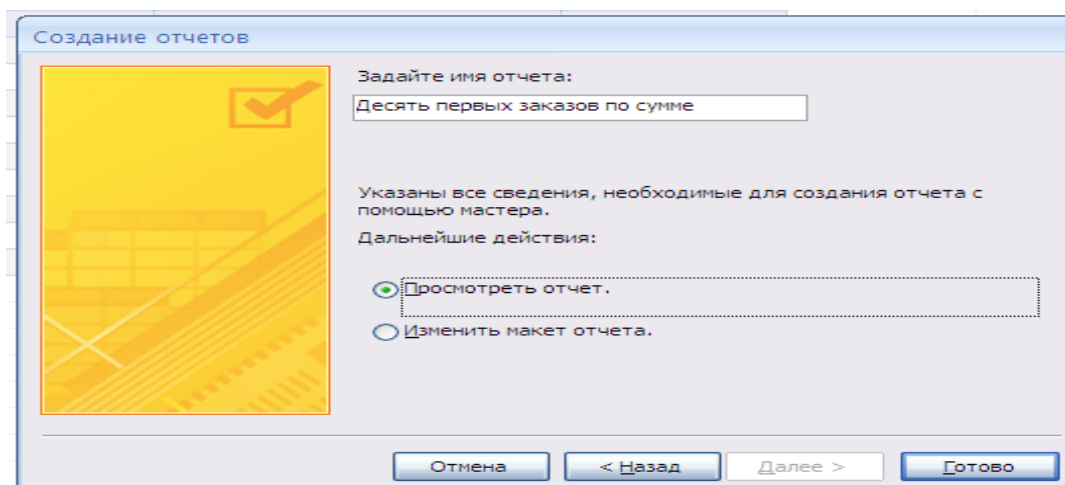 Создание отчетов
Задайте имя отчета:
Десять первых заказов по сумме
Указаны все сведения, необходимые для создания отчета с
помощью мастера.
Дальнейшие действия:
Просмотреть отчет.
Изменить макет отчета.
Отмена
< Назад
Далее >
Готово